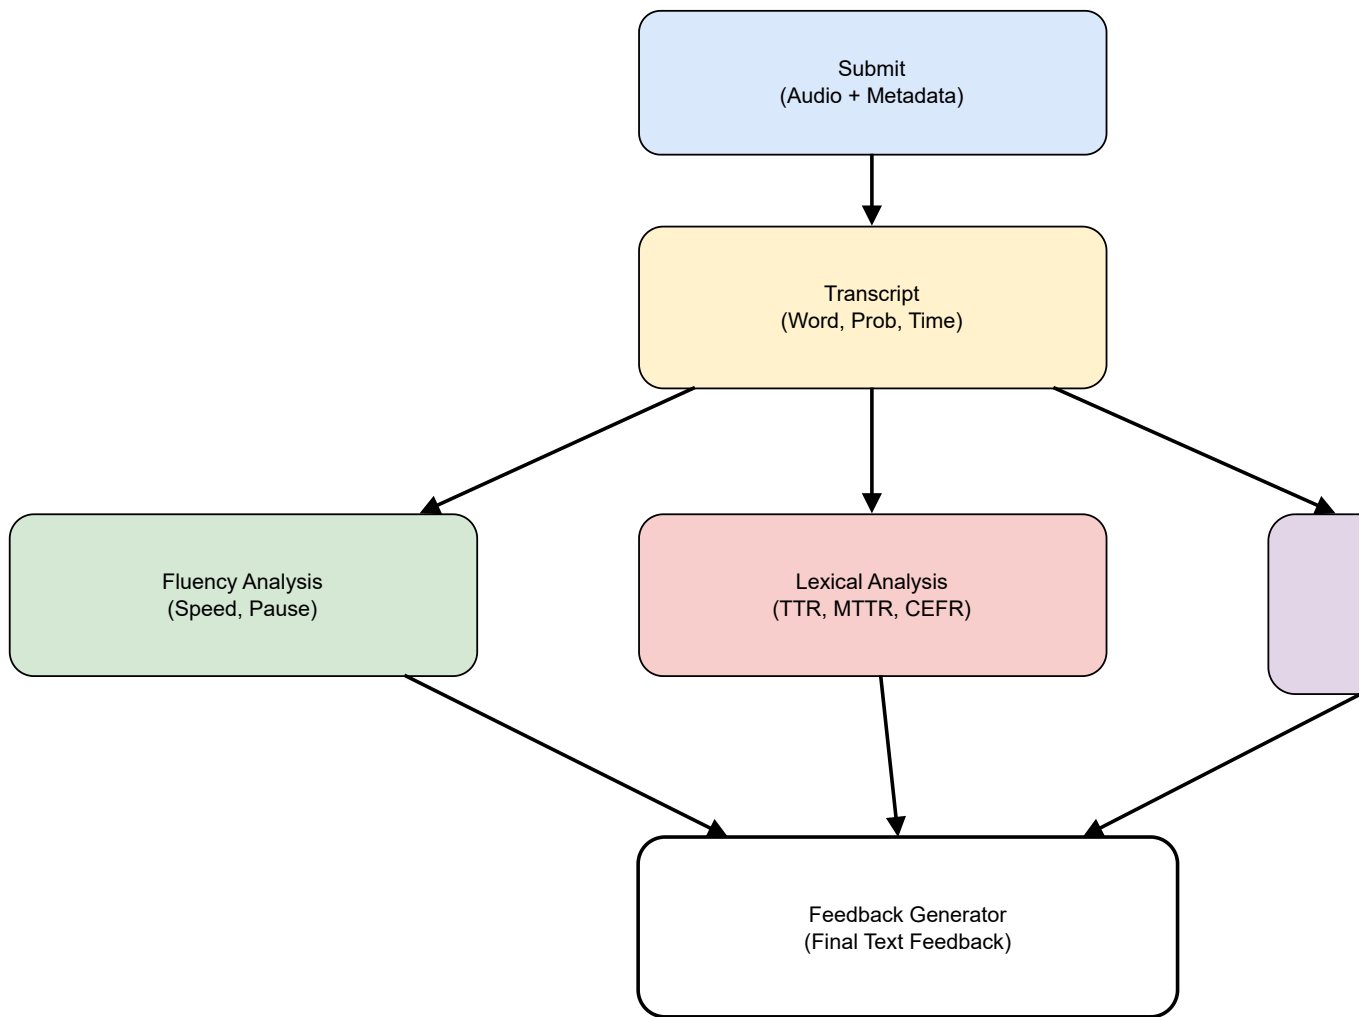 Submit
(Audio + Metadata)
Transcript
(Word, Prob, Time)
Fluency Analysis
(Speed, Pause)
Lexical Analysis
(TTR, MTTR, CEFR)
Feedback Generator
(Final Text Feedback)